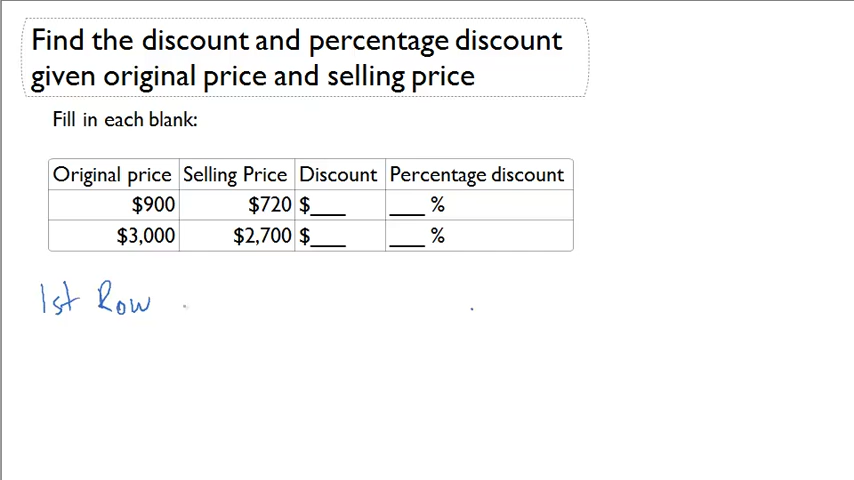 Find the discount and percentage discount
given original price and selling price
Fill in each blank:
Original price Selling Price Discount Percentage discount
$900 $720 $___ ___ %
$3,000 $2,700 $___ ___ %
1st Row